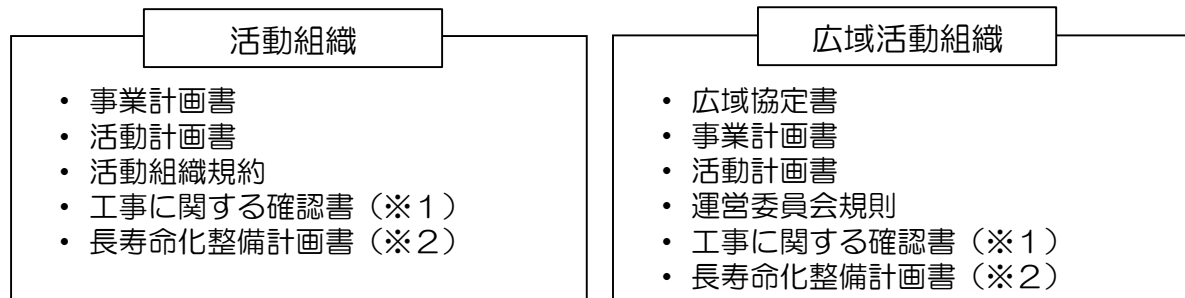 活動組織
• 事業計画書
• 活動計画書
• 活動組織規約
• 工事に関する確認書（※１）
• 長寿命化整備計画書（※２）
広域活動組織
• 広域協定書
• 事業計画書
• 活動計画書
• 運営委員会規則
• 工事に関する確認書（※１）
• 長寿命化整備計画書（※２）